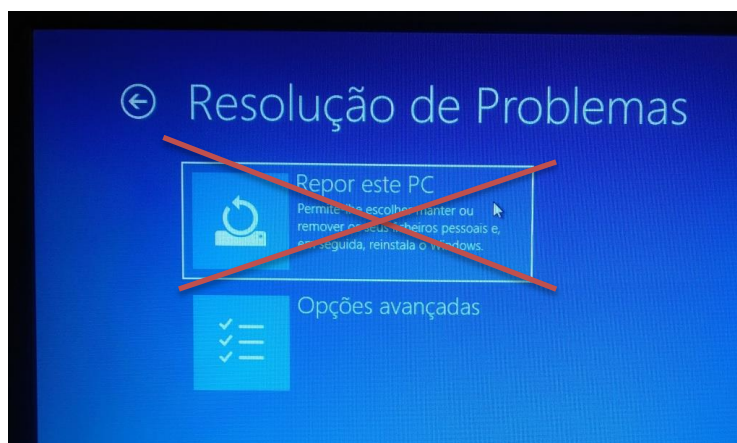 Resolução de Problemas
Repor este PC
Permite-lhe escolher manter ou
remover os seus ficheiros pessoais e,
em seguida, reinstala o Windows.
Opções avançadas